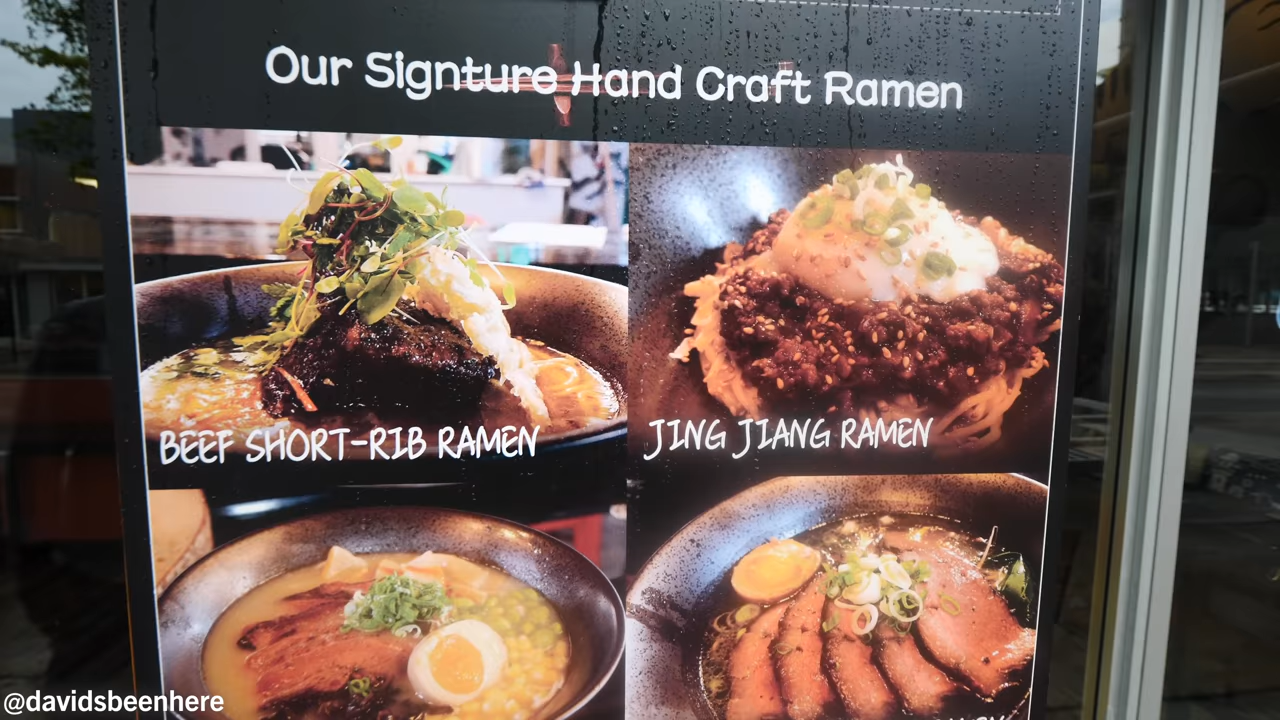 Our Signture Hand Craft Ramen
BEEF SHORT-RIB RAMEN
JING JIANG RAMEN
@davidsbeenhere